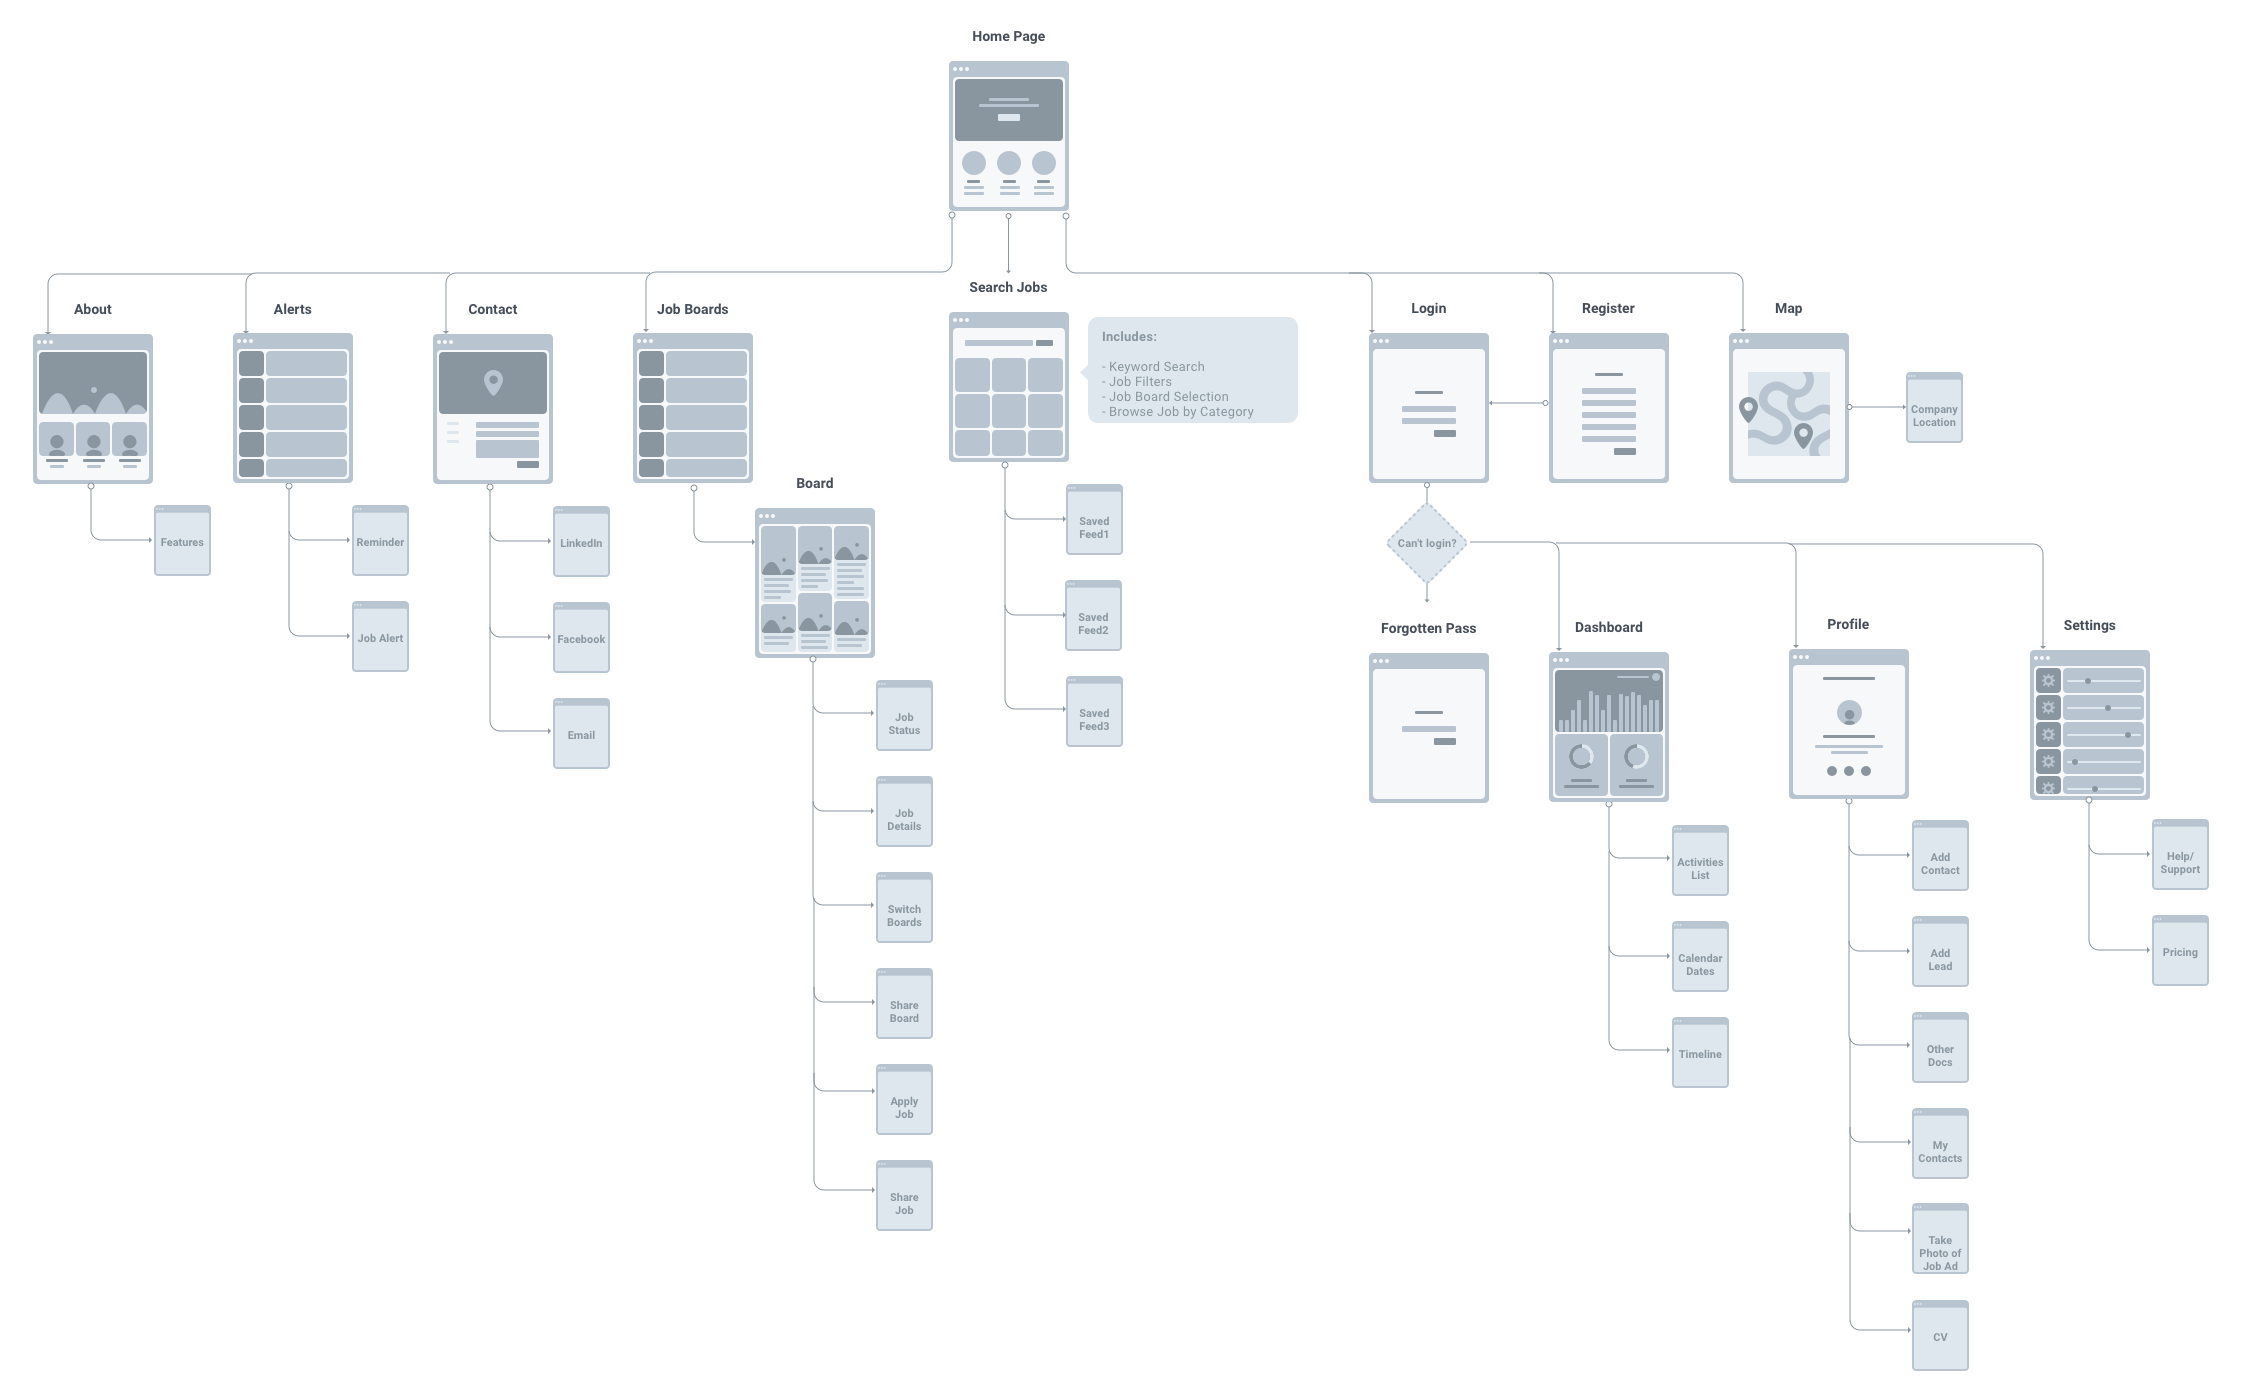 Home Page
About
Alerts
Contact
Job Boards
Search Jobs
Login
Register
Map
Includes:
- Keyword Search
- Job Filters
- Job Board Selection
- Browse Job by Category
Company
Location
Features
Reminder
Job Alert
LinkedIn
Facebook
Email
Board
Job
Status
Job
Details
Switch
Boards
Share
Board
Apply
Job
Share
Job
Saved
Feed1
Saved
Feed2
Saved
Feed3
Can't login?
Forgotten Pass
Dashboard
Profile
Settings
Activities
List
Calendar
Dates
Timeline
Add
Contact
Add
Lead
Other
Docs
My
Contacts
Take
Photo of
Job Ad
CV
Help/
Support
Pricing